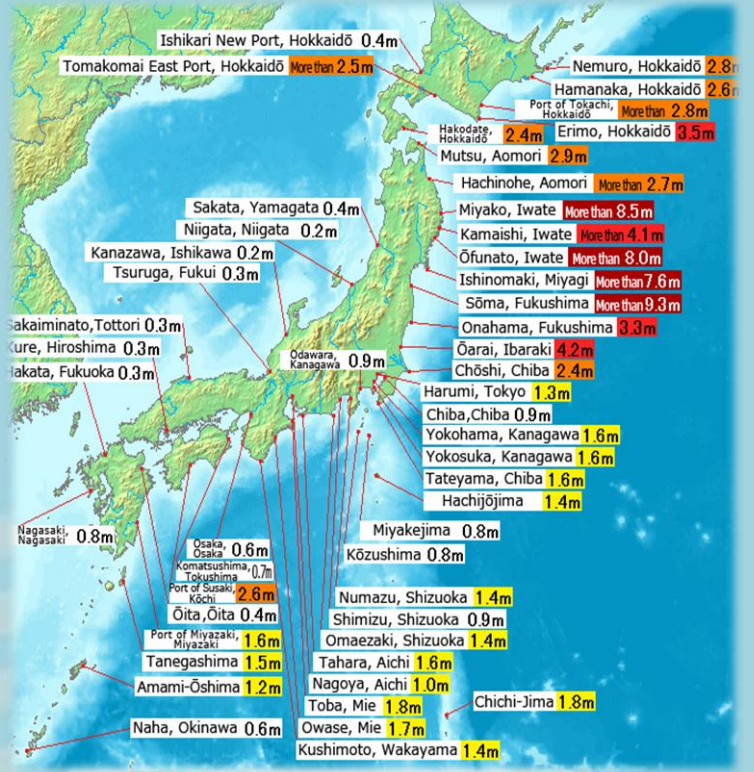 Ishikari New Port, Hokkaidō 0.4m
Tomakomai East Port, Hokkaidō More than 2.5m
Nemuro, Hokkaidō 2.8m
Hamanaka, Hokkaidō 2.6m
Port of Tokachi, Hokkaidō More than 2.8m
Hakodate, Hokkaidō 2.4m
Erimo, Hokkaidō 3.5m
Mutsu, Aomori 2.9m
Hachinohe, Aomori More than 2.7m
Sakata, Yamagata 0.4m
Miyako, Iwate More than 8.5m
Niigata, Niigata 0.2m
Kamaishi, Iwate More than 4.1m
Kanazawa, Ishikawa 0.2m
Ōfunato, Iwate More than 8.0m
Tsuruga, Fukui 0.3m
Ishinomaki, Miyagi More than 7.6m
Sōma, Fukushima More than 9.3m
Sakaiminato,Tottori 0.3m
Onahama, Fukushima 3.3m
Kure, Hiroshima 0.3m
Ōarai, Ibaraki 4.2m
Odawara, Kanagawa 0.9m
Hakata, Fukuoka 0.3m
Chōshi, Chiba 2.4m
Harumi, Tokyo 1.3m
Chiba,Chiba 0.9m
Yokohama, Kanagawa 1.6m
Yokosuka, Kanagawa 1.6m
Tateyama, Chiba 1.6m
Hachijōjima 1.4m
Nagasaki, Nagasaki 0.8m
Miyakejima 0.8m
Osaka, Osaka 0.6m
Kōzushima 0.8m
Komatsushima, Tokushima 0.7m
Port of Susaki, Kōchi 2.6m
Numazu, Shizuoka 1.4m
Ōita,Ōita 0.4m
Shimizu, Shizuoka 0.9m
Port of Miyazaki, Miyazaki 1.6m
Omaezaki, Shizuoka 1.4m
Tanegashima 1.5m
Tahara, Aichi 1.6m
Amami-Ōshima 1.2m
Nagoya, Aichi 1.0m
Toba, Mie 1.8m
Chichi-Jima 1.8m
Naha, Okinawa 0.6m
Owase, Mie 1.7m
Kushimoto, Wakayama 1.4m